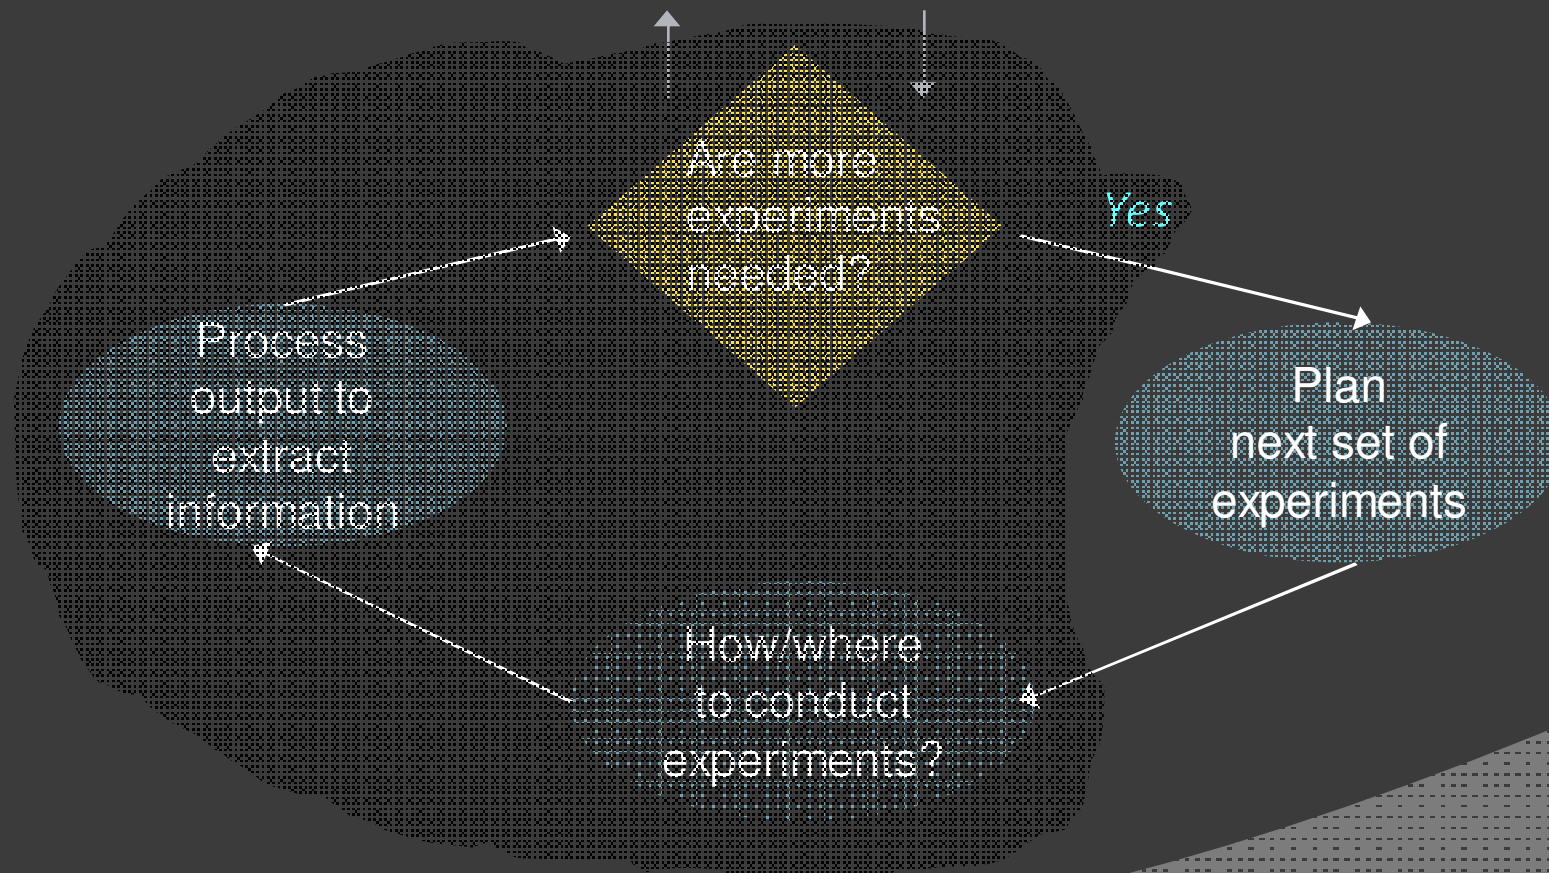 Are more
experiments
needed?
Yes
Process
output to
extract
information
Plan
next set of
experiments
How/where
to conduct
experiments?